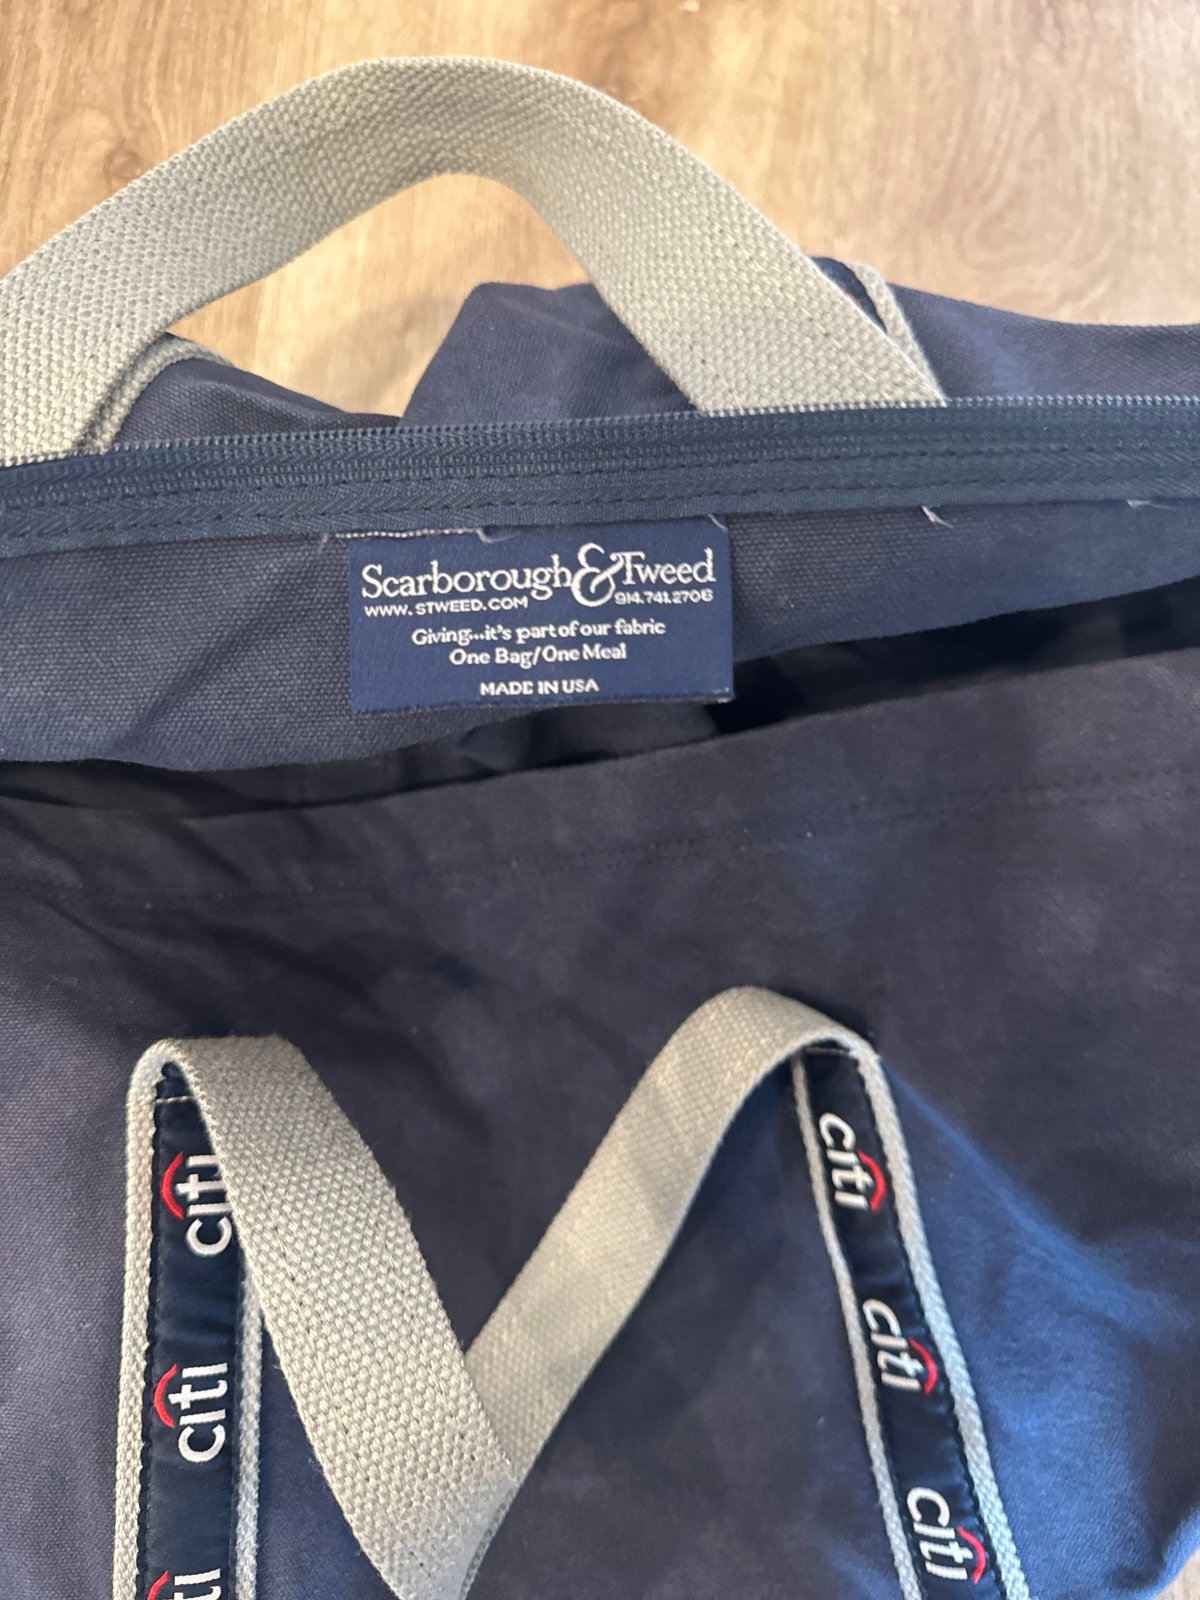 Scarborough & Tweed
WWW.STWEED.COM 914.741.2706
Giving...it's part of our fabric
One Bag/One Meal
MADE IN USA
citi
citi
citi
citi
citi